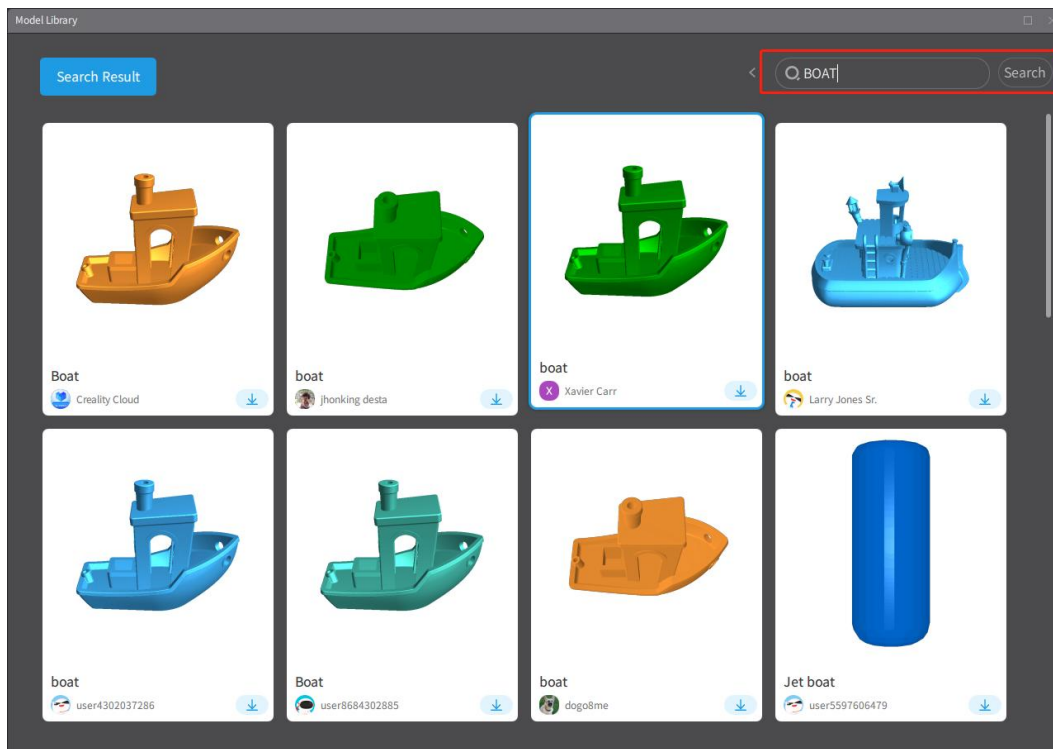 Model Library
Search Result
BOAT
Search
Boat
Creality Cloud
boat
jhonking desta
boat
X
Xavier Carr
boat
Larry Jones Sr.
boat
user4302037286
Boat
user8684302885
boat
dogo8me
Jet boat
user5597606479